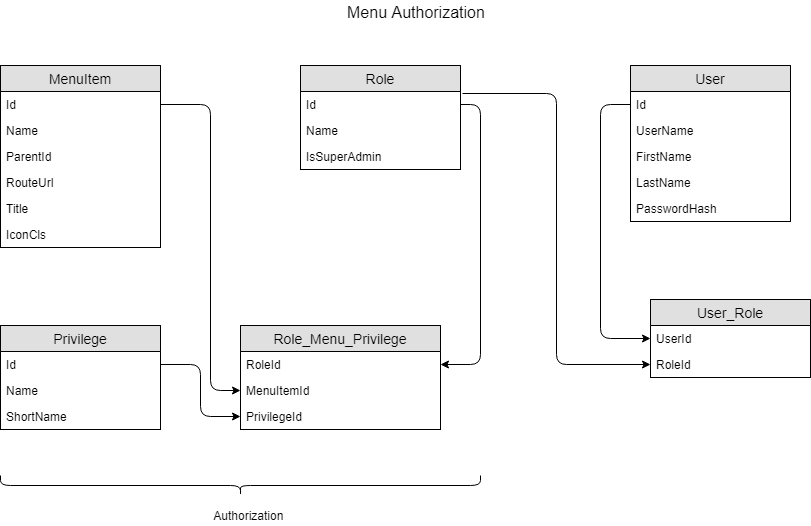 Menu Authorization
MenuItem
Id
Name
ParentId
RouteUrl
Title
IconCls
Role
Id
Name
IsSuperAdmin
User
Id
UserName
FirstName
LastName
PasswordHash
Privilege
Id
Name
ShortName
Role_Menu_Privilege
RoleId
MenuItemId
PrivilegeId
User_Role
UserId
RoleId
Authorization